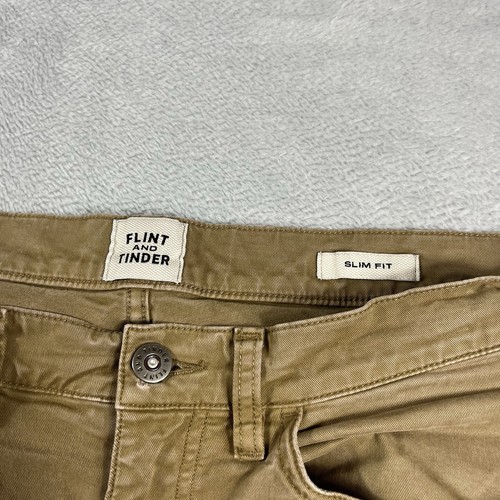 FLINT
AND
TINDER
SLIM FIT